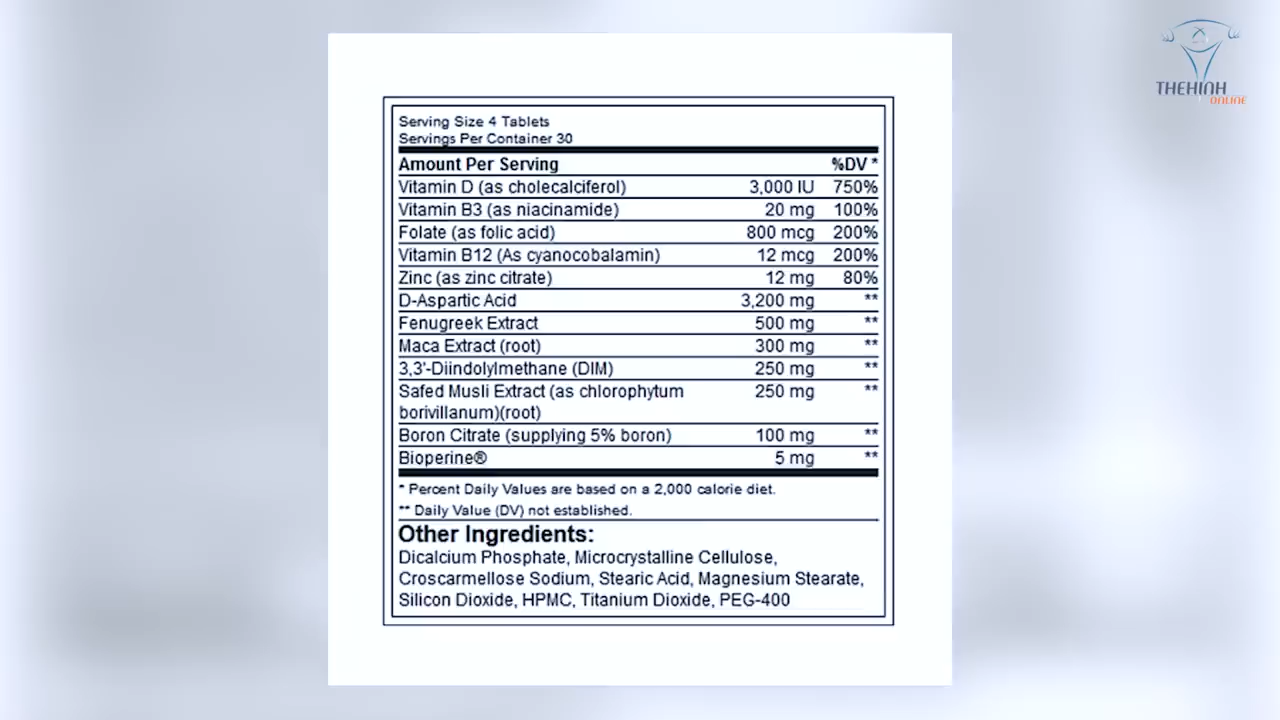 THEHINH
ONLINE
Serving Size 4 Tablets
Servings Per Container 30
Amount Per Serving %DV *
Vitamin D (as cholecalciferol) 3,000 IU 750%
Vitamin B3 (as niacinamide) 20 mg 100%
Folate (as folic acid) 800 mcg 200%
Vitamin B12 (As cyanocobalamin) 12 mcg 200%
Zinc (as zinc citrate) 12 mg 80%
D-Aspartic Acid 3,200 mg **
Fenugreek Extract 500 mg **
Maca Extract (root) 300 mg **
3,3'-Diindolylmethane (DIM) 250 mg **
Safed Musli Extract (as chlorophytum 250 mg **
borivillanum)(root)
Boron Citrate (supplying 5% boron) 100 mg **
Bioperine® 5 mg **
* Percent Daily Values are based on a 2,000 calorie diet.
** Daily Value (DV) not established.
Other Ingredients:
Dicalcium Phosphate, Microcrystalline Cellulose,
Croscarmellose Sodium, Stearic Acid, Magnesium Stearate,
Silicon Dioxide, HPMC, Titanium Dioxide, PEG-400